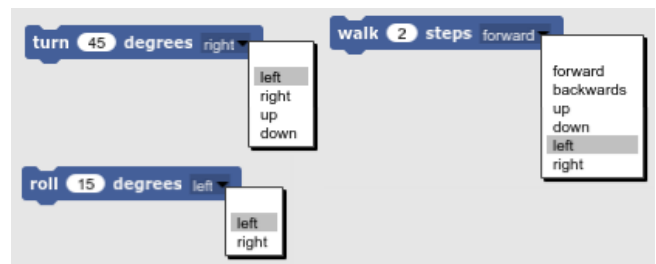 turn 45 degrees right
left
right
up
down
walk 2 steps forward
forward
backwards
up
down
left
right
roll 15 degrees left
left
right